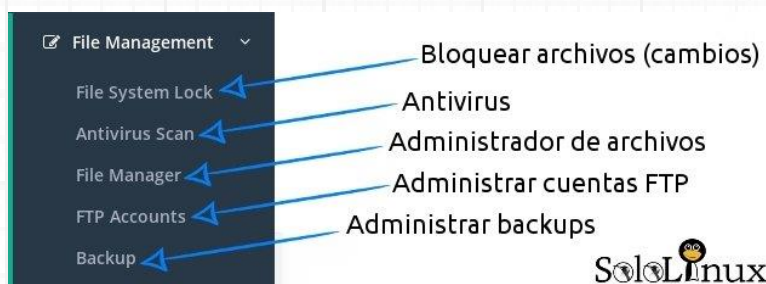 File Management
File System Lock
Antivirus Scan
File Manager
FTP Accounts
Backup
Bloquear archivos (cambios)
Antivirus
Administrador de archivos
Administrar cuentas FTP
Administrar backups
SoloLinux